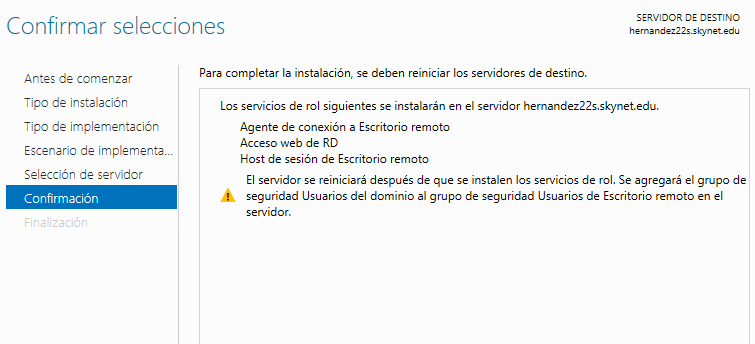 Confirmar selecciones
SERVIDOR DE DESTINO
hernandez22s.skynet.edu
Antes de comenzar
Tipo de instalación
Tipo de implementación
Escenario de implementa...
Selección de servidor
Confirmación
Finalización
Para completar la instalación, se deben reiniciar los servidores de destino.
Los servicios de rol siguientes se instalarán en el servidor hernandez22s.skynet.edu.
Agente de conexión a Escritorio remoto
Acceso web de RD
Host de sesión de Escritorio remoto
El servidor se reiniciará después de que se instalen los servicios de rol. Se agregará el grupo de
seguridad Usuarios del dominio al grupo de seguridad Usuarios de Escritorio remoto en el
servidor.